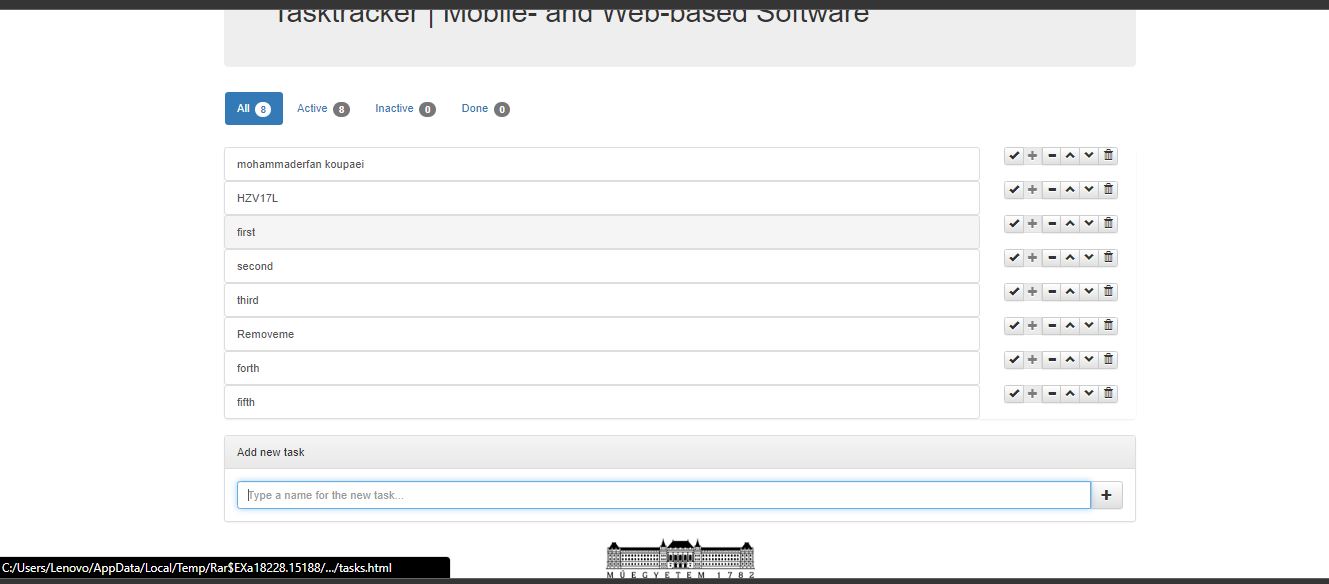 Tasktracker | Mobile- and Web-based Software
All 8 Active 8 Inactive 0 Done 0
mohammaderfan koupaei
HZV17L
first
second
third
Removeme
forth
fifth
Add new task
Type a name for the new task...
MŰEGYETEM 1782
C:/Users/Lenovo/AppData/Local/Temp/Rar$EXa18228.15188/.../tasks.html